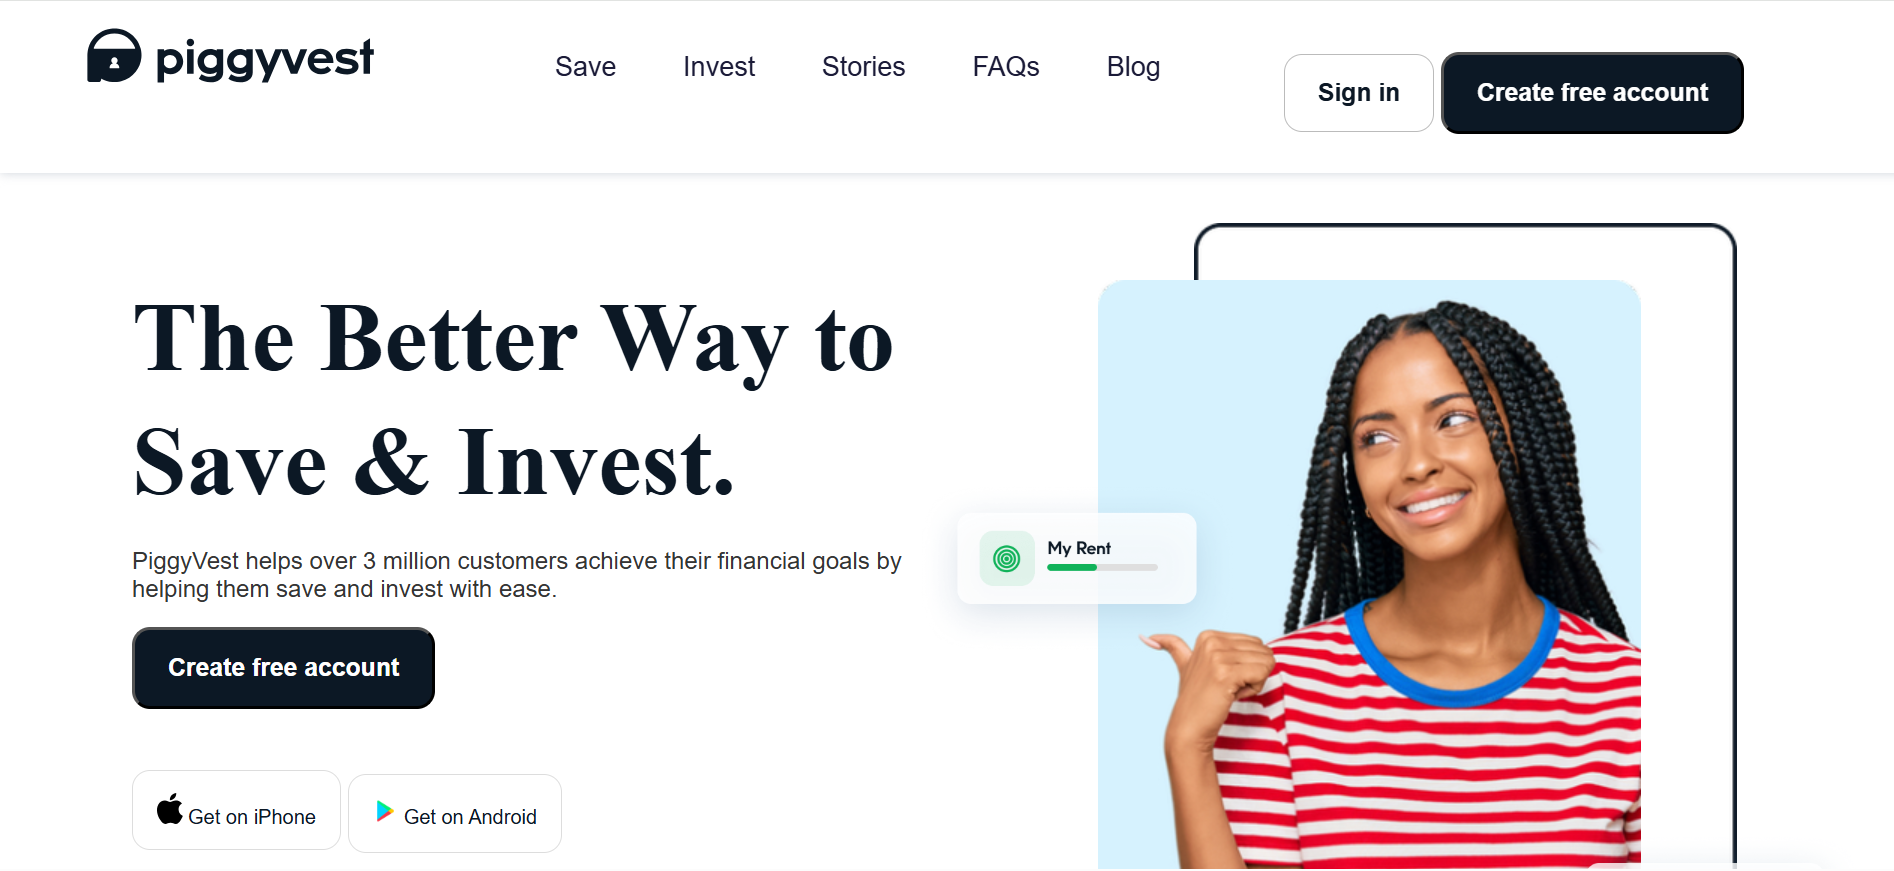 piggyvest
Save Invest Stories FAQs Blog
Sign in Create free account
The Better Way to
Save & Invest.
PiggyVest helps over 3 million customers achieve their financial goals by
helping them save and invest with ease.
My Rent
Create free account
Get on iPhone Get on Android